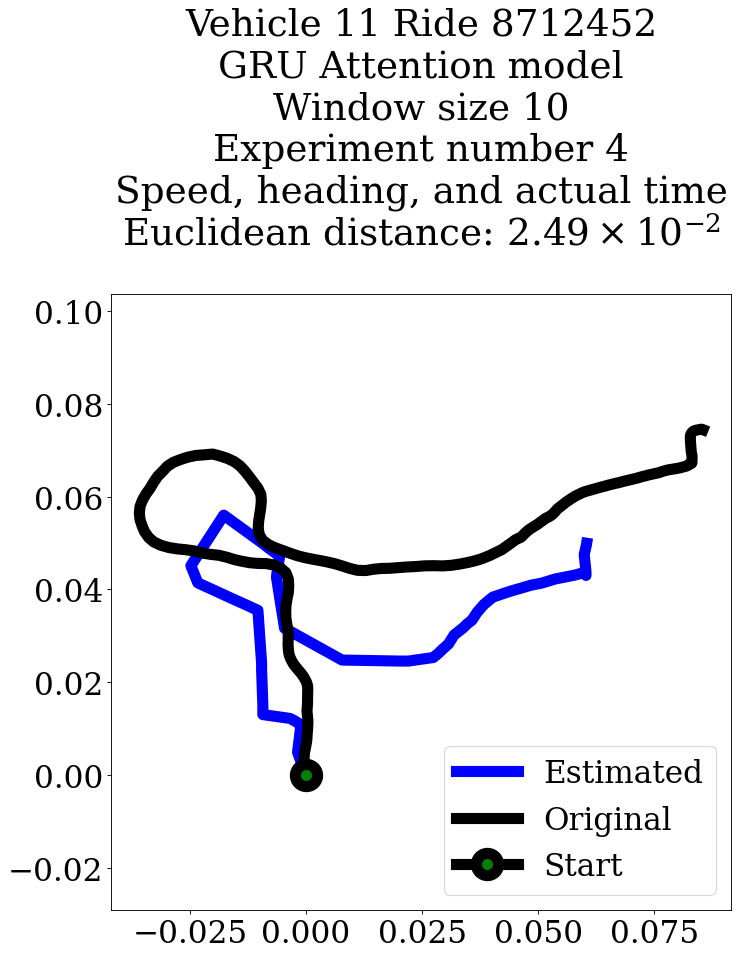 Vehicle 11 Ride 8712452
GRU Attention model
Window size 10
Experiment number 4
Speed, heading, and actual time
Euclidean distance: 2.49 × 10⁻²
0.10
0.08
0.06
0.04
0.02
0.00
−0.02
Estimated
Original
Start
−0.025 0.000 0.025 0.050 0.075